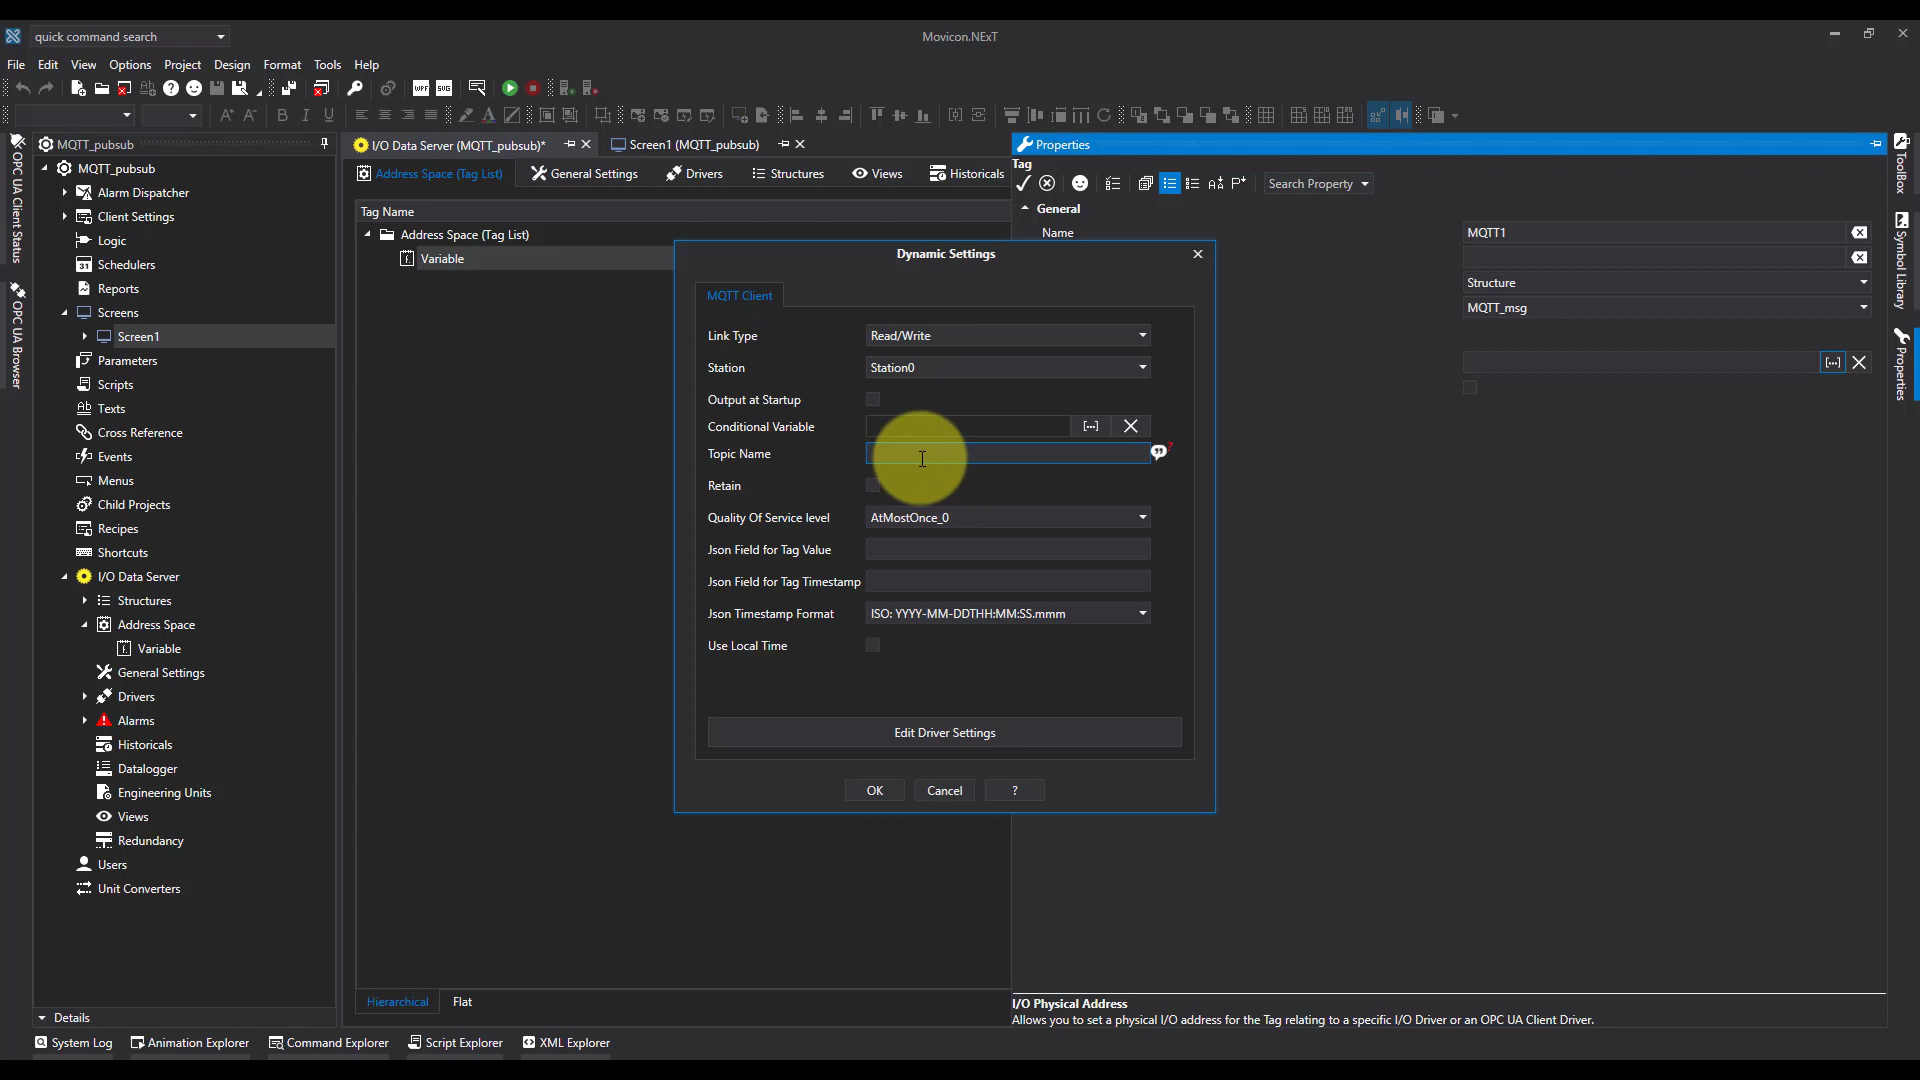 quick command search
Movicon.NExT
File Edit View Options Project Design Format Tools Help
WPF SVG
MQTT_pubsub
I/O Data Server (MQTT_pubsub)*
Screen1 (MQTT_pubsub)
Properties
Tag
Address Space (Tag List)
General Settings
Drivers
Structures
Views
Historicals
Search Property
OPC UA Client Status
OPC UA Browser
MQTT_pubsub
Alarm Dispatcher
Client Settings
Logic
Schedulers
Reports
Screens
Screen1
Parameters
Scripts
Texts
Cross Reference
Events
Menus
Child Projects
Recipes
Shortcuts
I/O Data Server
Structures
Address Space
Variable
General Settings
Drivers
Alarms
Historicals
Datalogger
Engineering Units
Views
Redundancy
Users
Unit Converters
Details
Tag Name
Address Space (Tag List)
Variable
Hierarchical
Flat
Dynamic Settings
MQTT Client
Link Type Read/Write
Station Station0
Output at Startup
Conditional Variable
Topic Name
Retain
Quality Of Service level AtMostOnce_0
Json Field for Tag Value
Json Field for Tag Timestamp
Json Timestamp Format ISO: YYYY-MM-DDTHH:MM:SS.mmm
Use Local Time
Edit Driver Settings
OK Cancel ?
General
Name MQTT1
Structure
MQTT_msg
I/O Physical Address
Allows you to set a physical I/O address for the Tag relating to a specific I/O Driver or an OPC UA Client Driver.
ToolBox
Symbol Library
Properties
System Log Animation Explorer Command Explorer Script Explorer XML Explorer